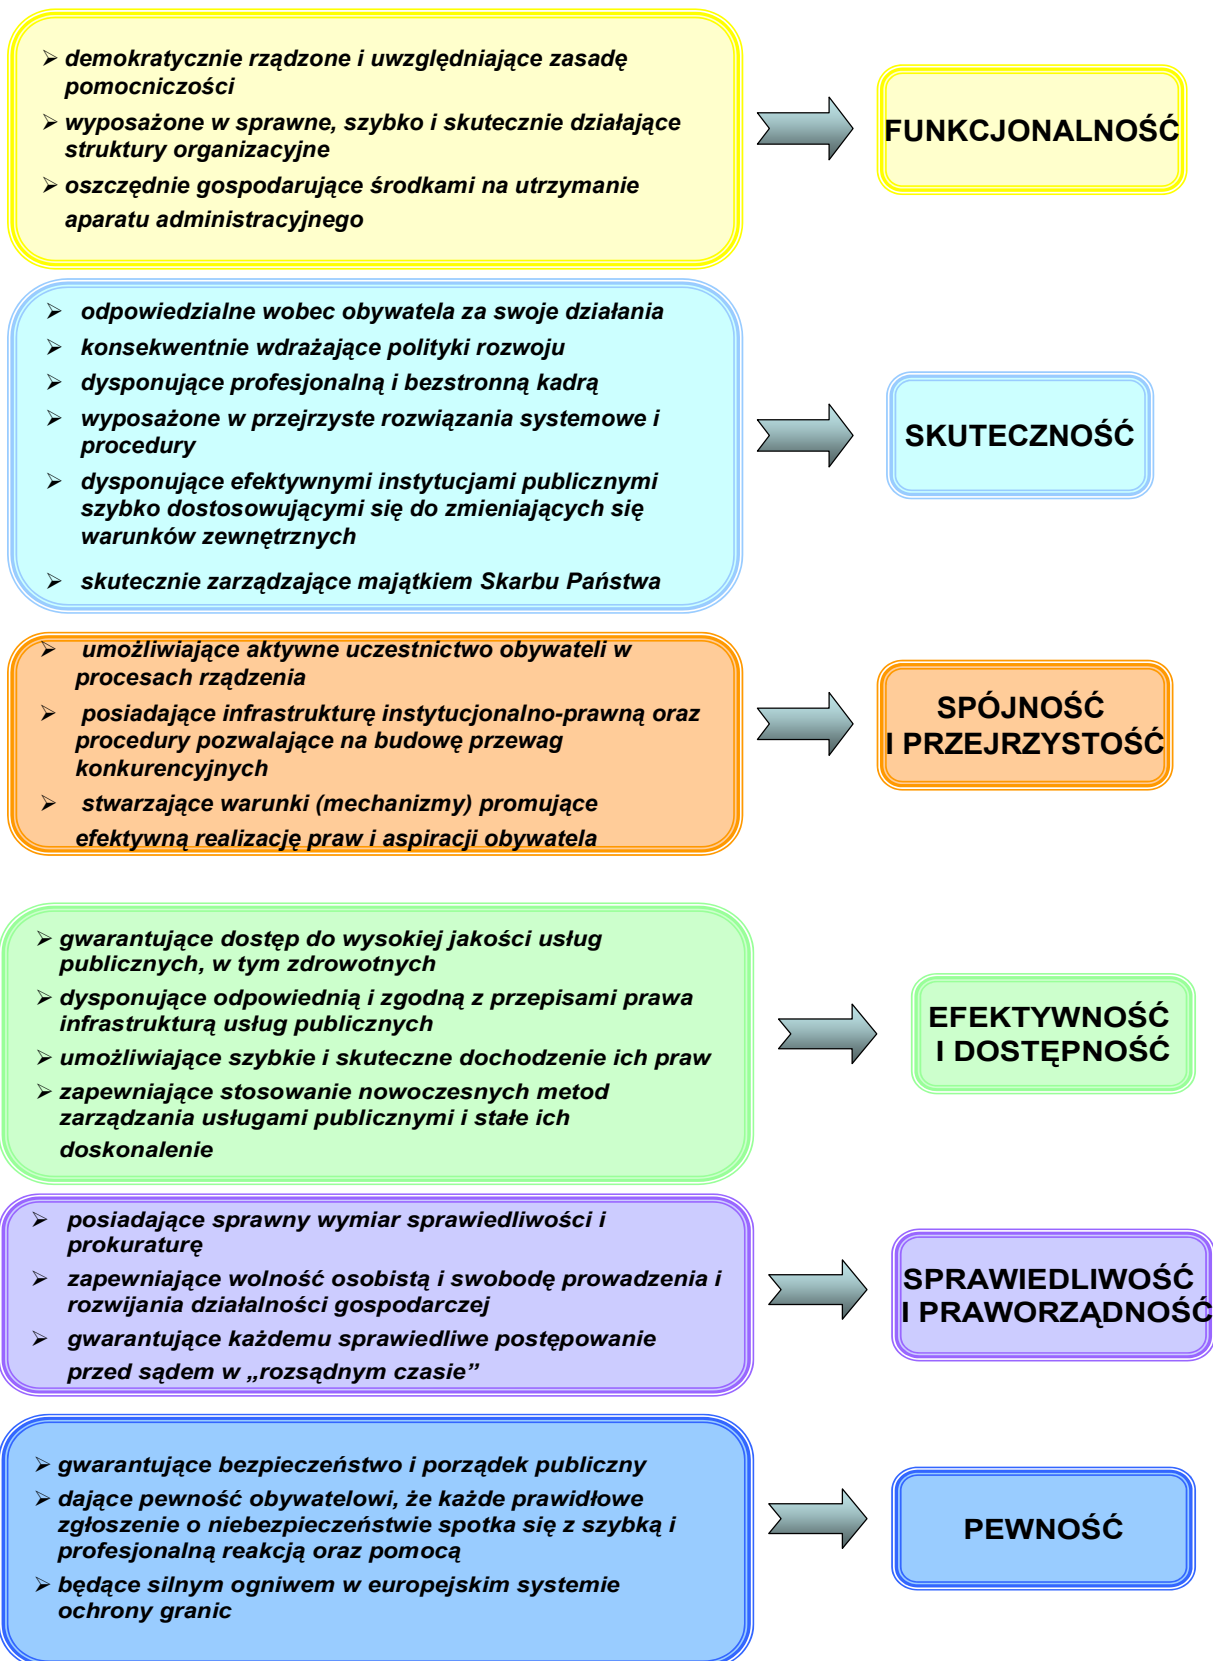 ➢ demokratycznie rządzone i uwzględniające zasadę
pomocniczości
➢ wyposażone w sprawne, szybko i skutecznie działające
struktury organizacyjne
➢ oszczędnie gospodarujące środkami na utrzymanie
aparatu administracyjnego
FUNKCJONALNOŚĆ
➢ odpowiedzialne wobec obywatela za swoje działania
➢ konsekwentnie wdrażające polityki rozwoju
➢ dysponujące profesjonalną i bezstronną kadrą
➢ wyposażone w przejrzyste rozwiązania systemowe i
procedury
➢ dysponujące efektywnymi instytucjami publicznymi
szybko dostosowującymi się do zmieniających się
warunków zewnętrznych
➢ skutecznie zarządzające majątkiem Skarbu Państwa
SKUTECZNOŚĆ
➢ umożliwiające aktywne uczestnictwo obywateli w
procesach rządzenia
➢ posiadające infrastrukturę instytucjonalno-prawną oraz
procedury pozwalające na budowę przewag
konkurencyjnych
➢ stwarzające warunki (mechanizmy) promujące
efektywną realizację praw i aspiracji obywatela
SPÓJNOŚĆ
I PRZEJRZYSTOŚĆ
➢ gwarantujące dostęp do wysokiej jakości usług
publicznych, w tym zdrowotnych
➢ dysponujące odpowiednią i zgodną z przepisami prawa
infrastrukturą usług publicznych
➢ umożliwiające szybkie i skuteczne dochodzenie ich praw
➢ zapewniające stosowanie nowoczesnych metod
zarządzania usługami publicznymi i stałe ich
doskonalenie
EFEKTYWNOŚĆ
I DOSTĘPNOŚĆ
➢ posiadające sprawny wymiar sprawiedliwości i
prokuraturę
➢ zapewniające wolność osobistą i swobodę prowadzenia i
rozwijania działalności gospodarczej
➢ gwarantujące każdemu sprawiedliwe postępowanie
przed sądem w „rozsądnym czasie”
SPRAWIEDLIWOŚĆ
I PRAWORZĄDNOŚĆ
➢ gwarantujące bezpieczeństwo i porządek publiczny
➢ dające pewność obywatelowi, że każde prawidłowe
zgłoszenie o niebezpieczeństwie spotka się z szybką i
profesjonalną reakcją oraz pomocą
➢ będące silnym ogniwem w europejskim systemie
ochrony granic
PEWNOŚĆ